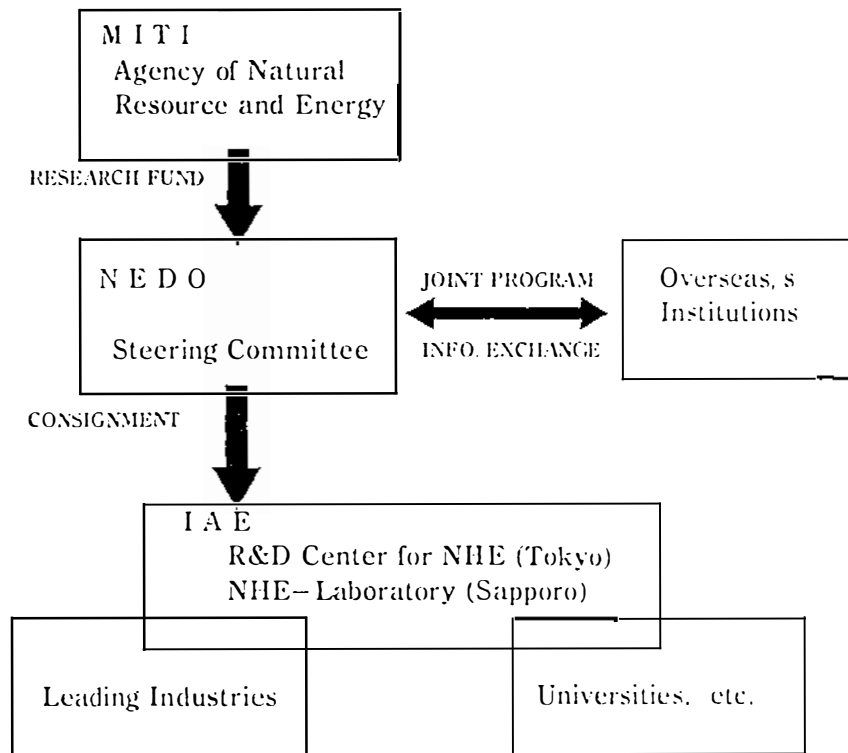 M I T I
Agency of Natural
Resource and Energy
RESEARCH FUND
N E D O
Steering Committee
JOINT PROGRAM
INFO. EXCHANGE
Overseas, s
Institutions
CONSIGNMENT
I A E
R&D Center for NHE (Tokyo)
NHE-Laboratory (Sapporo)
Leading Industries
Universities, etc.